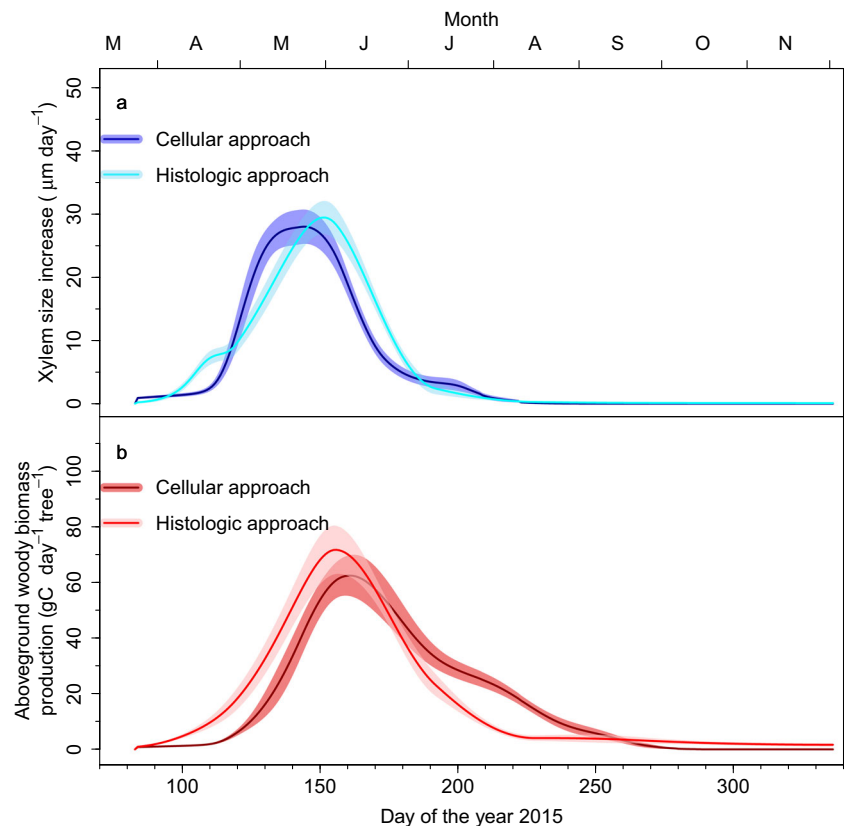 Month
M A M J J A S O N
a
Cellular approach
Histologic approach
Xylem size increase ( μm day⁻¹)
50
40
30
20
10
0
b
Cellular approach
Histologic approach
Aboveground woody biomass
production (gC day⁻¹ tree⁻¹)
100
80
60
40
20
0
100 150 200 250 300
Day of the year 2015